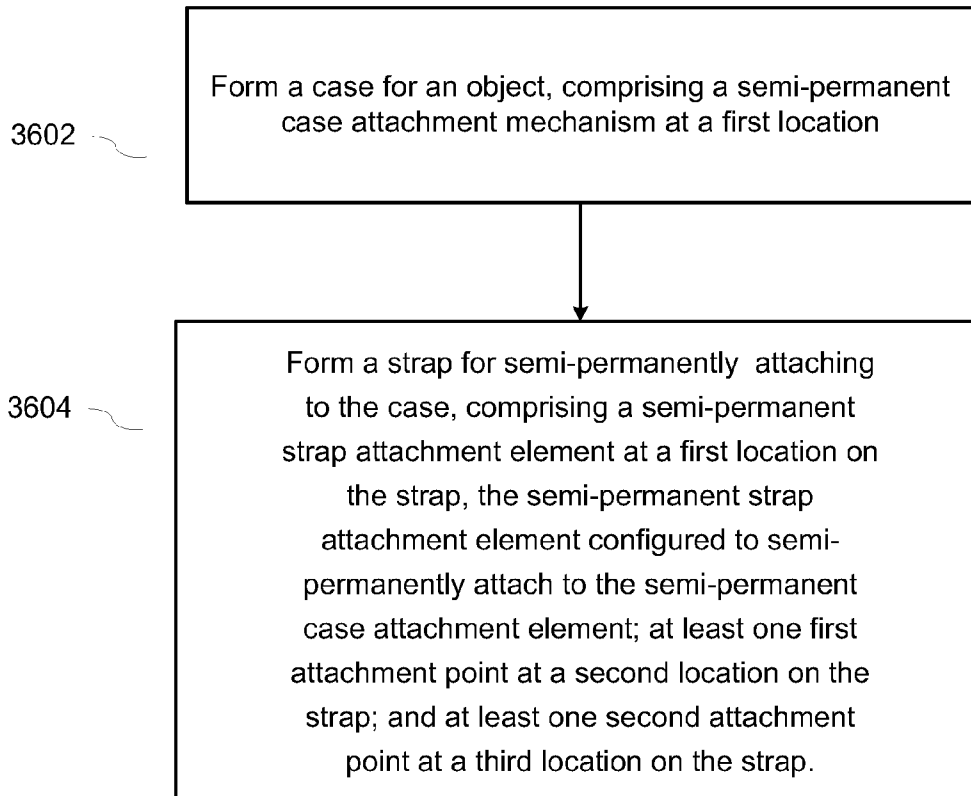 Form a case for an object, comprising a semi-permanent
case attachment mechanism at a first location
3602
Form a strap for semi-permanently attaching
to the case, comprising a semi-permanent
strap attachment element at a first location on
the strap, the semi-permanent strap
attachment element configured to semi-
permanently attach to the semi-permanent
case attachment element; at least one first
attachment point at a second location on the
strap; and at least one second attachment
point at a third location on the strap.
3604